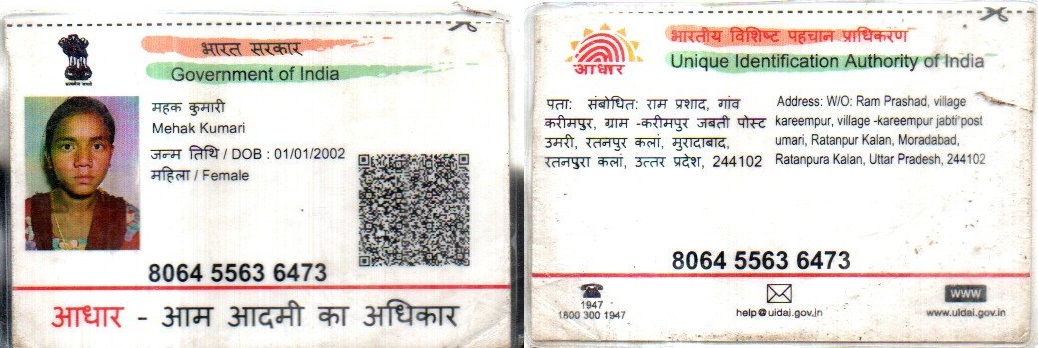 भारत सरकार
Government of India
महक कुमारी
Mehak Kumari
जन्म तिथि / DOB : 01/01/2002
महिला / Female
8064 5563 6473
आधार - आम आदमी का अधिकार
भारतीय विशिष्ट पहचान प्राधिकरण
Unique Identification Authority of India
आधार
पता: संबोधित: राम प्रशाद, गांव
करीमपुर, ग्राम -करीमपुर जबती पोस्ट
उमरी, रतनपुर कलां, मुरादाबाद,
रतनपुरा कलां, उत्तर प्रदेश, 244102
Address: W/O: Ram Prashad, village
kareempur, village -kareempur jabti post
umari, Ratanpur Kalan, Moradabad,
Ratanpura Kalan, Uttar Pradesh, 244102
8064 5563 6473
1947
1800 300 1947
help@uidai.gov.in
WWW
www.uidai.gov.in